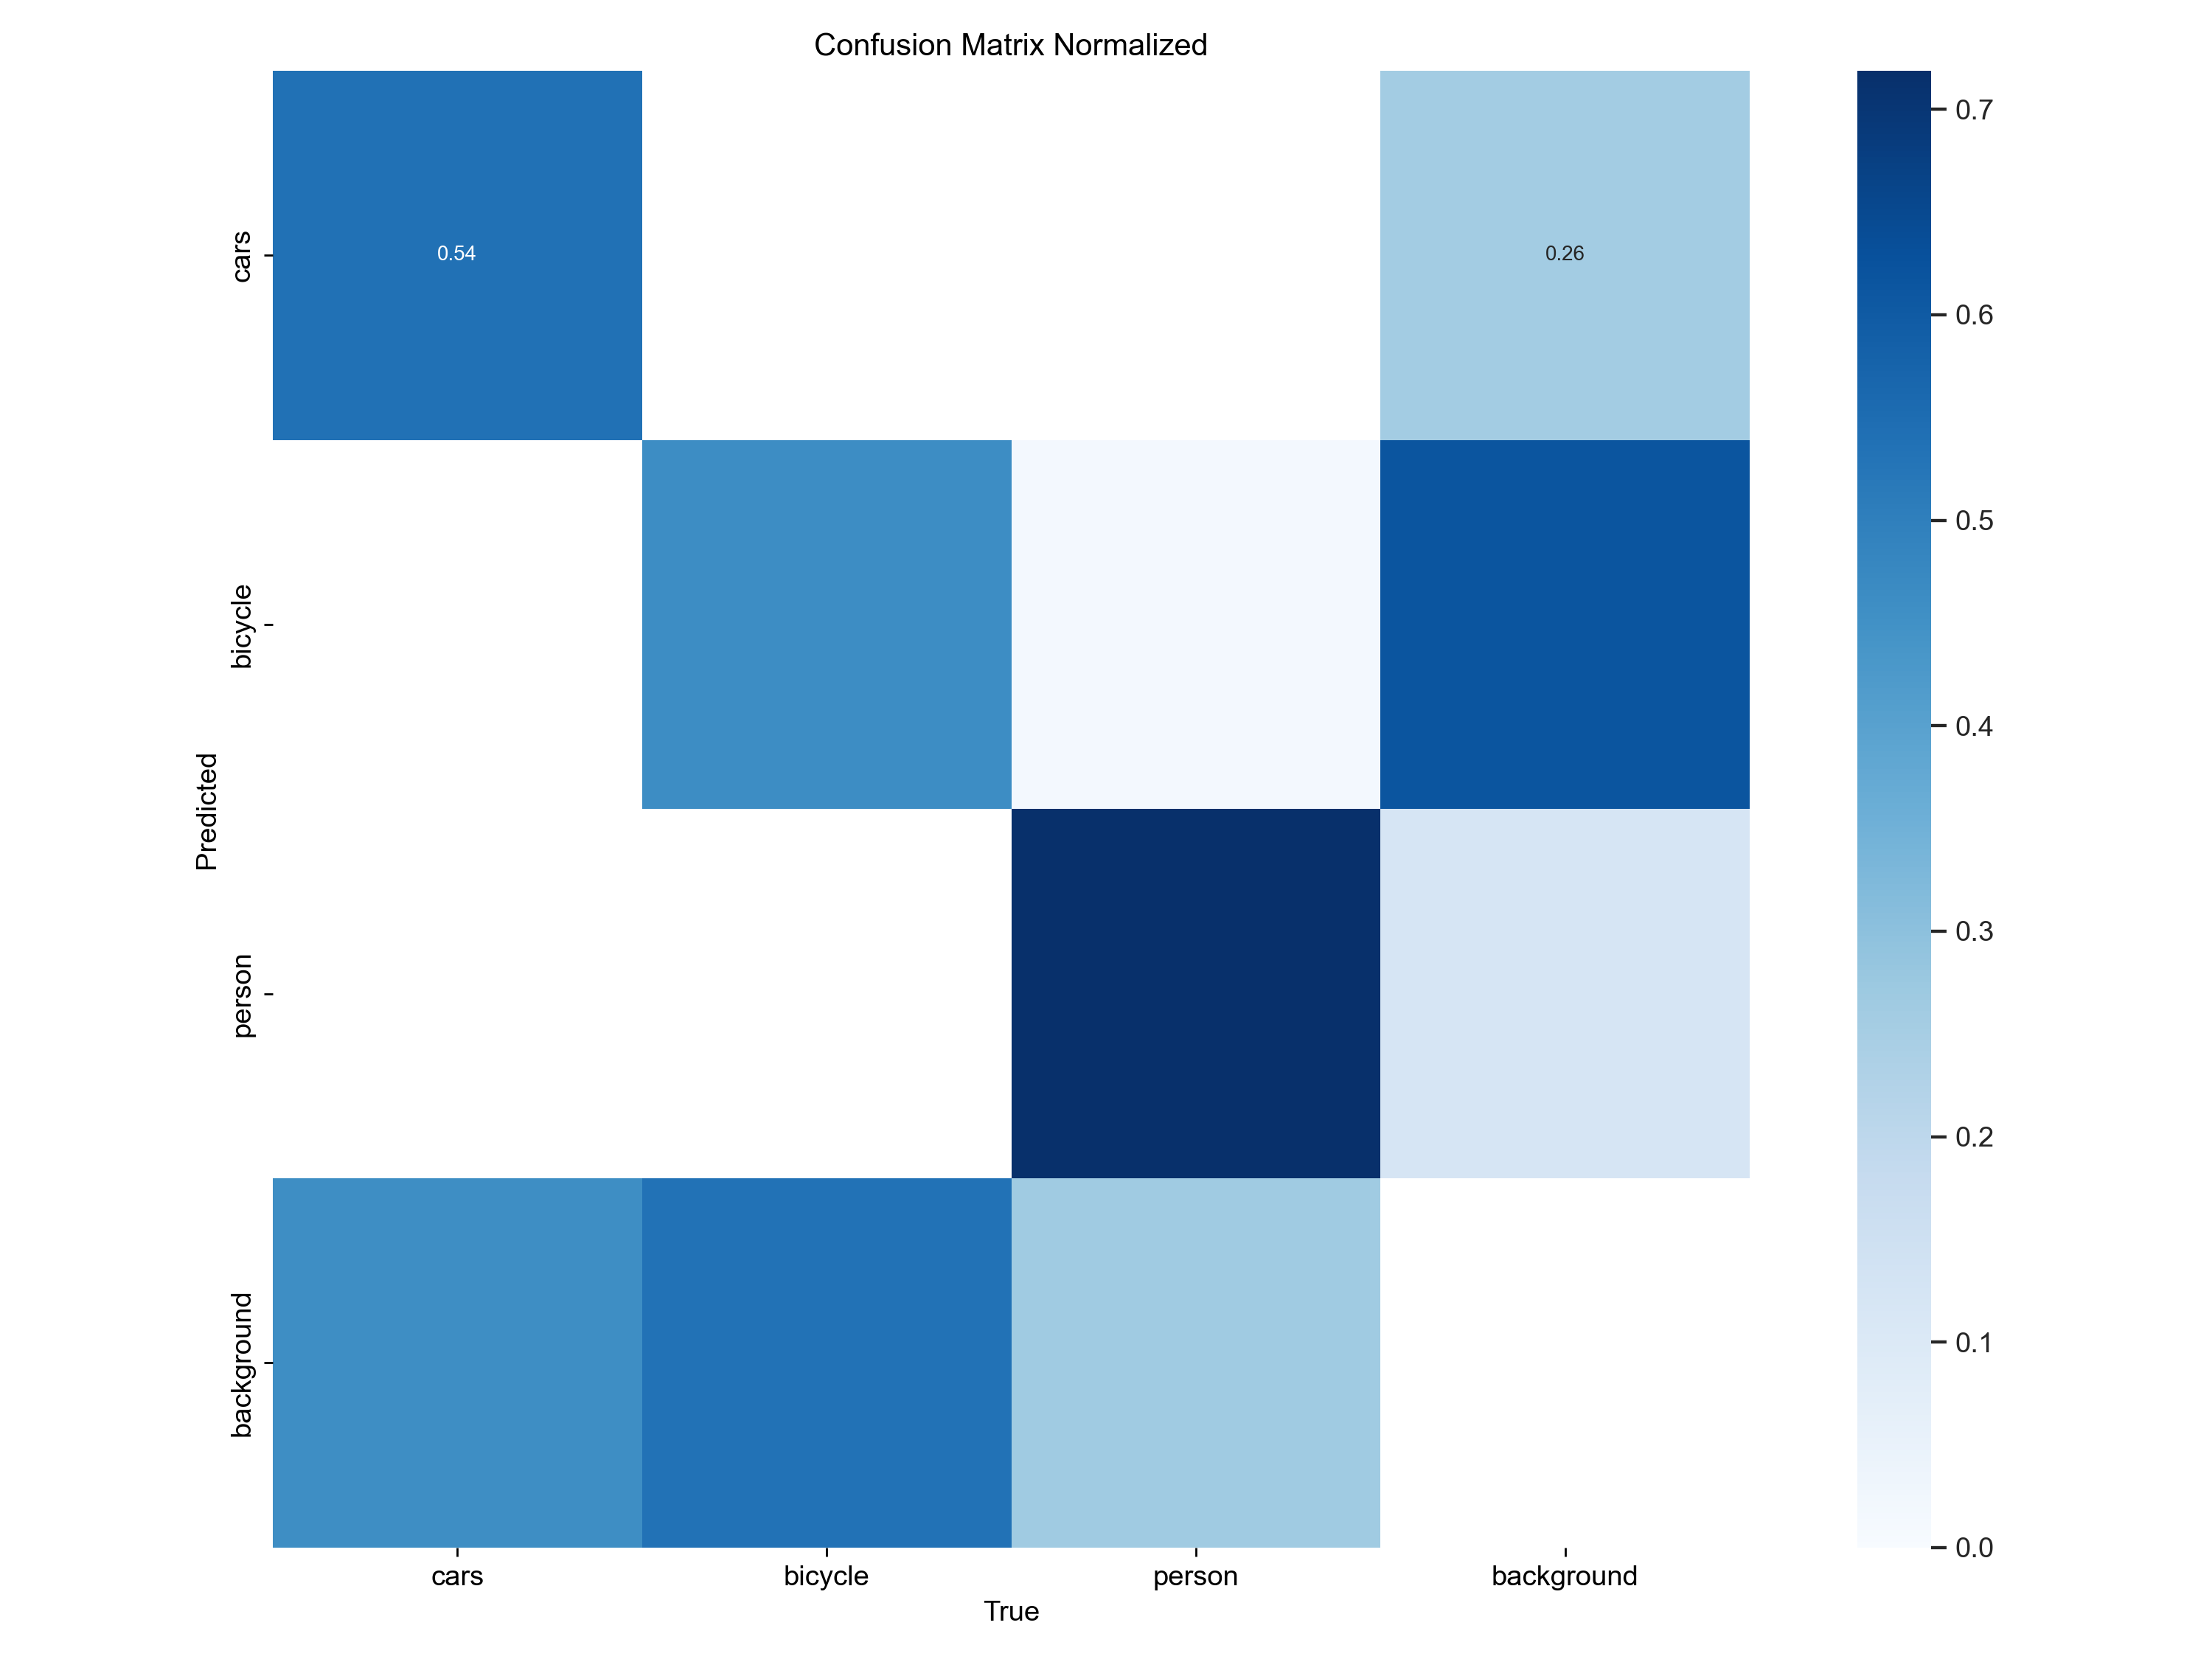 Confusion Matrix Normalized
cars
0.54
0.26
bicycle
person
background
Predicted
cars
bicycle
person
background
True
0.7
0.6
0.5
0.4
0.3
0.2
0.1
0.0